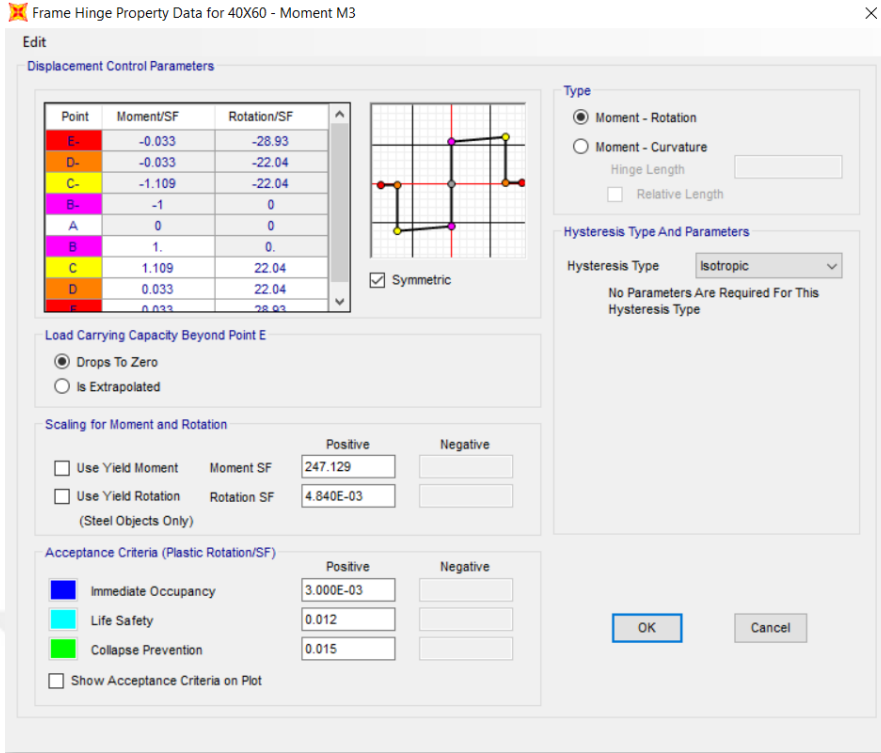 Frame Hinge Property Data for 40X60 - Moment M3
Edit
Displacement Control Parameters
Point Moment/SF Rotation/SF
E- -0.033 -28.93
D- -0.033 -22.04
C- -1.109 -22.04
B- -1 0
A 0 0
B 1. 0.
C 1.109 22.04
D 0.033 22.04
E 0.033 28.93
Symmetric
Load Carrying Capacity Beyond Point E
Drops To Zero
Is Extrapolated
Scaling for Moment and Rotation
Positive Negative
Use Yield Moment Moment SF 247.129
Use Yield Rotation Rotation SF 4.840E-03
(Steel Objects Only)
Acceptance Criteria (Plastic Rotation/SF)
Positive Negative
Immediate Occupancy 3.000E-03
Life Safety 0.012
Collapse Prevention 0.015
Show Acceptance Criteria on Plot
Type
Moment - Rotation
Moment - Curvature
Hinge Length
Relative Length
Hysteresis Type And Parameters
Hysteresis Type Isotropic
No Parameters Are Required For This
Hysteresis Type
OK Cancel